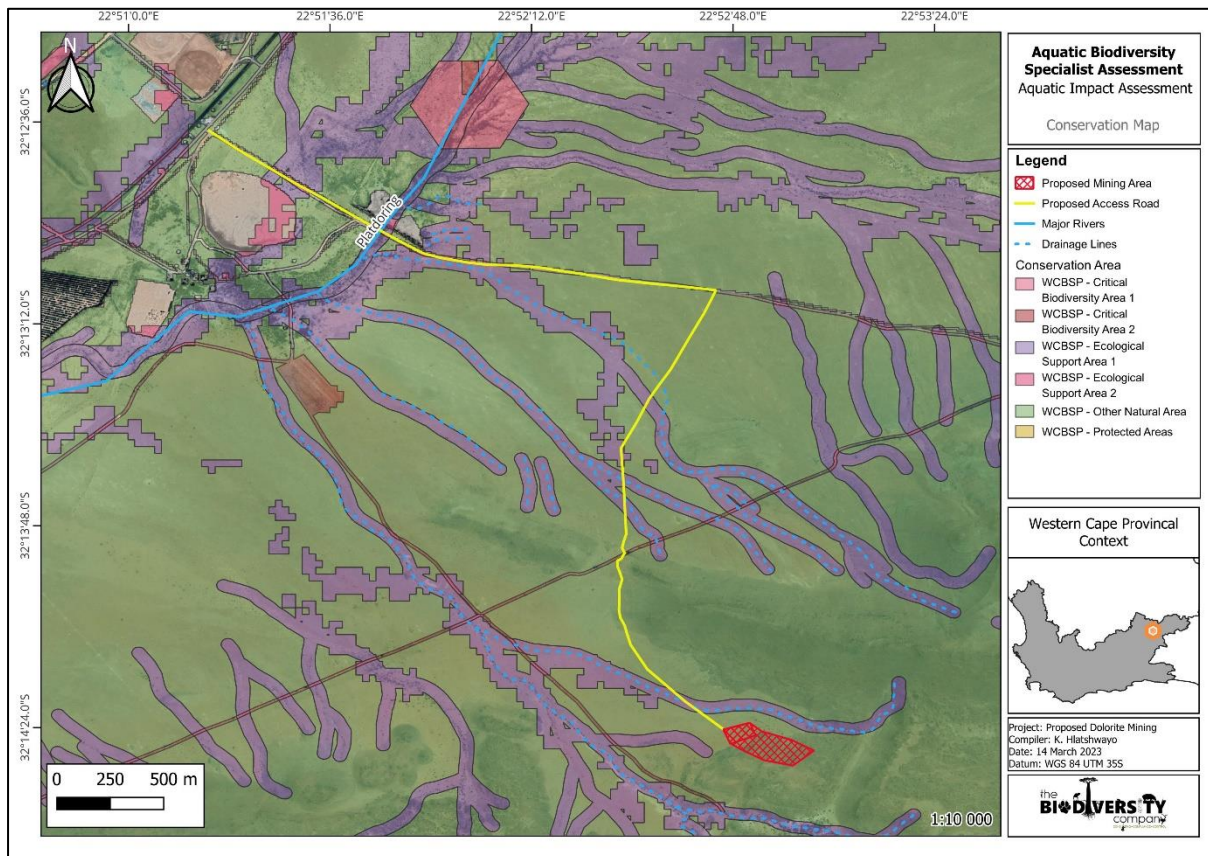 22°51'0.0"E
22°51'36.0"E
22°52'12.0"E
22°52'48.0"E
22°53'24.0"E
32°12'36.0"S
32°13'12.0"S
32°13'48.0"S
32°14'24.0"S
N
Platdoring
0 250 500 m
1:10 000
Aquatic Biodiversity
Specialist Assessment
Aquatic Impact Assessment
Conservation Map
Legend
Proposed Mining Area
Proposed Access Road
Major Rivers
Drainage Lines
Conservation Area
WCBSP - Critical
Biodiversity Area 1
WCBSP - Critical
Biodiversity Area 2
WCBSP - Ecological
Support Area 1
WCBSP - Ecological
Support Area 2
WCBSP - Other Natural Area
WCBSP - Protected Areas
Western Cape Provincal
Context
Project: Proposed Dolorite Mining
Compiler: K. Hlatshwayo
Date: 14 March 2023
Datum: WGS 84 UTM 35S
the
BIODIVERSITY
company